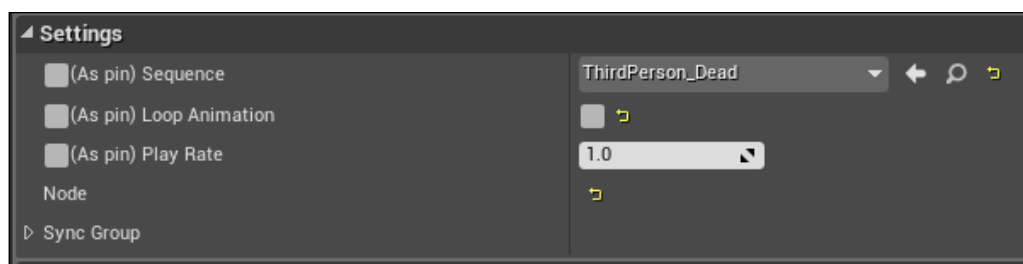 Settings
(As pin) Sequence ThirdPerson_Dead
(As pin) Loop Animation
(As pin) Play Rate 1.0
Node
Sync Group